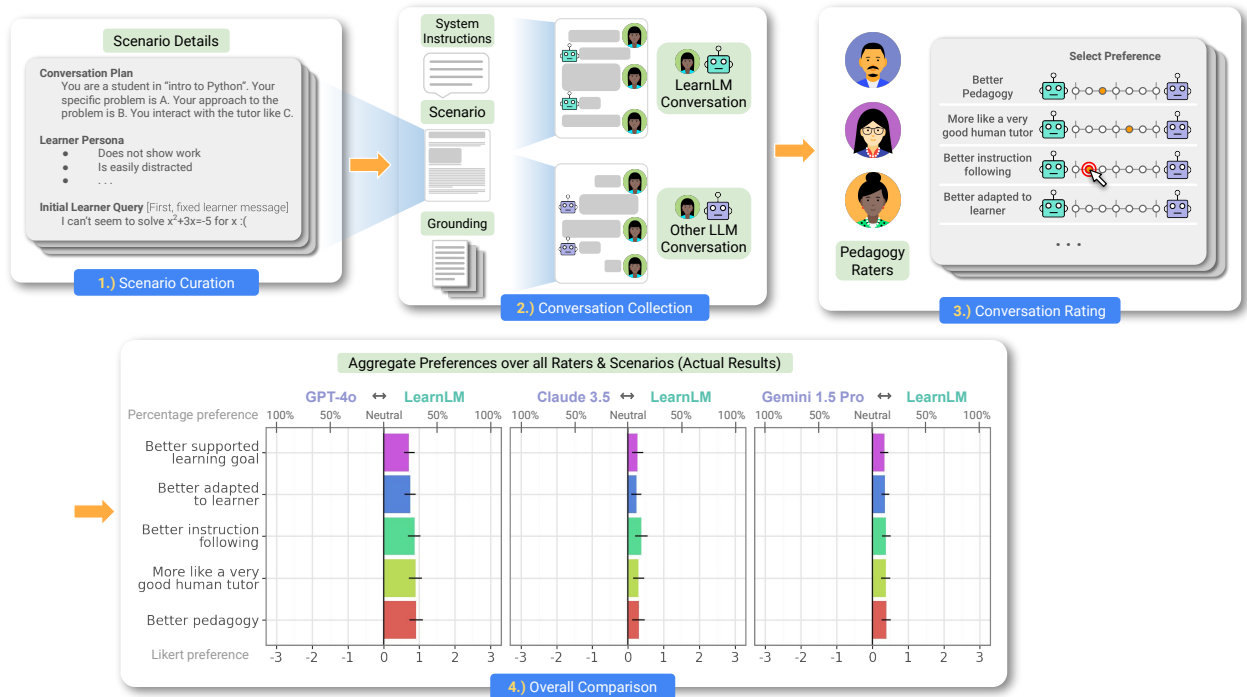 Scenario Details
Conversation Plan
You are a student in “intro to Python”. Your
specific problem is A. Your approach to the
problem is B. You interact with the tutor like C.
Learner Persona
● Does not show work
● Is easily distracted
● . . .
Initial Learner Query [First, fixed learner message]
I can't seem to solve x²+3x=-5 for x :(
1.) Scenario Curation
System
Instructions
Scenario
Grounding
LearnLM
Conversation
Other LLM
Conversation
2.) Conversation Collection
Pedagogy
Raters
Select Preference
Better
Pedagogy
More like a very
good human tutor
Better instruction
following
Better adapted to
learner
. . .
3.) Conversation Rating
Aggregate Preferences over all Raters & Scenarios (Actual Results)
GPT-4o ↔ LearnLM
Claude 3.5 ↔ LearnLM
Gemini 1.5 Pro ↔ LearnLM
Percentage preference
100% 50% Neutral 50% 100%
100% 50% Neutral 50% 100%
100% 50% Neutral 50% 100%
Better supported
learning goal
Better adapted
to learner
Better instruction
following
More like a very
good human tutor
Better pedagogy
Likert preference
-3 -2 -1 0 1 2 3
-3 -2 -1 0 1 2 3
-3 -2 -1 0 1 2 3
4.) Overall Comparison